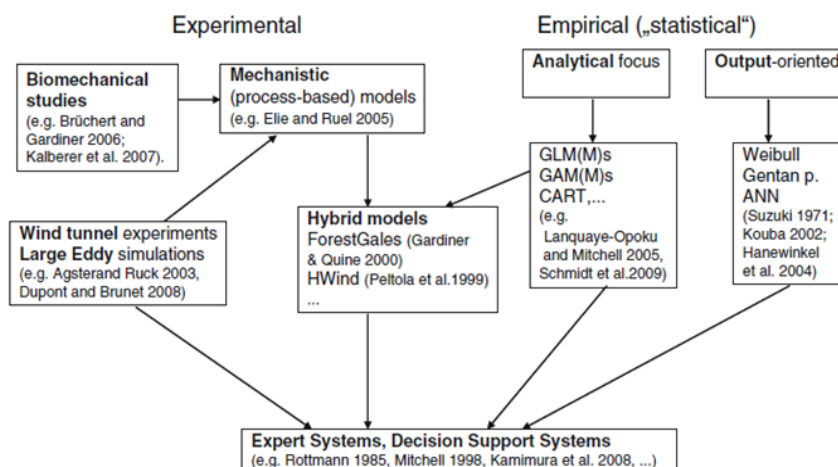 Experimental
Empirical („statistical“)
Biomechanical
studies
(e.g. Brüchert and
Gardiner 2006;
Kalberer et al. 2007).
Mechanistic
(process-based) models
(e.g. Elie and Ruel 2005)
Analytical focus
Output-oriented
Wind tunnel experiments
Large Eddy simulations
(e.g. Agsterand Ruck 2003,
Dupont and Brunet 2008)
Hybrid models
ForestGales (Gardiner
& Quine 2000)
HWind (Peltola et al.1999)
...
GLM(M)s
GAM(M)s
CART,...
(e.g.
Lanquaye-Opoku
and Mitchell 2005,
Schmidt et al.2009)
Weibull
Gentan p.
ANN
(Suzuki 1971;
Kouba 2002;
Hanewinkel
et al. 2004)
Expert Systems, Decision Support Systems
(e.g. Rottmann 1985, Mitchell 1998, Kamimura et al. 2008, ...)